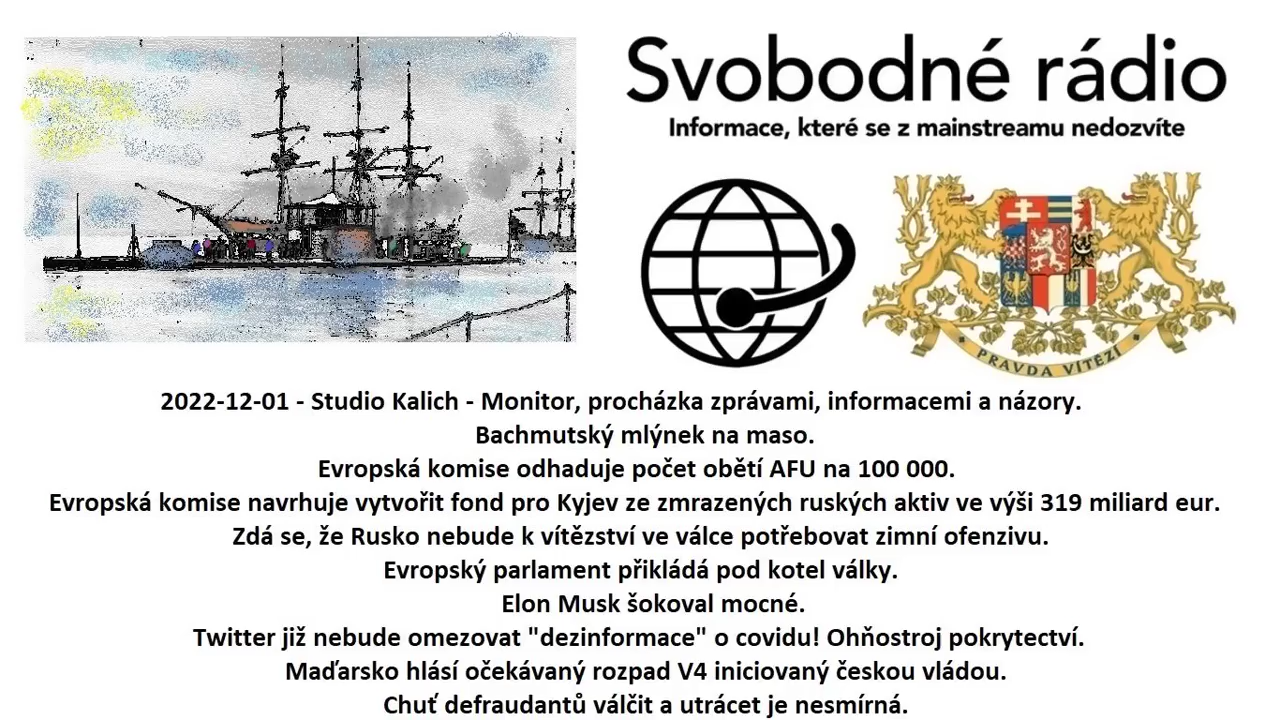 Svobodné rádio
Informace, které se z mainstreamu nedozvíte
PRAVDA VÍTĚZÍ
2022-12-01 - Studio Kalich - Monitor, procházka zprávami, informacemi a názory.
Bachmutský mlýnek na maso.
Evropská komise odhaduje počet obětí AFU na 100 000.
Evropská komise navrhuje vytvořit fond pro Kyjev ze zmrazených ruských aktiv ve výši 319 miliard eur.
Zdá se, že Rusko nebude k vítězství ve válce potřebovat zimní ofenzivu.
Evropský parlament přikládá pod kotel války.
Elon Musk šokoval mocné.
Twitter již nebude omezovat "dezinformace" o covidu! Ohňostroj pokrytectví.
Maďarsko hlásí očekávaný rozpad V4 iniciovaný českou vládou.
Chuť defraudantů válčit a utrácet je nesmírná.